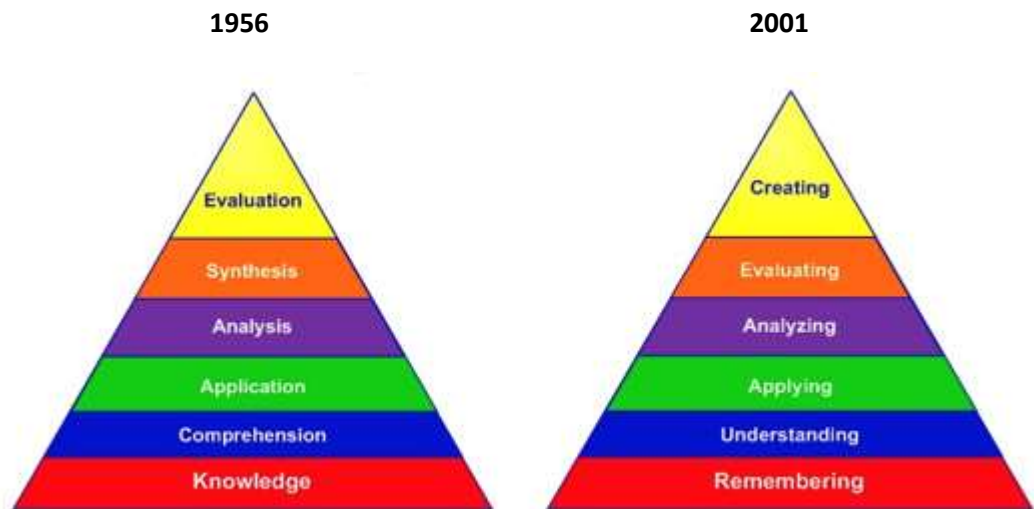 1956
2001
Evaluation
Synthesis
Analysis
Application
Comprehension
Knowledge
Creating
Evaluating
Analyzing
Applying
Understanding
Remembering